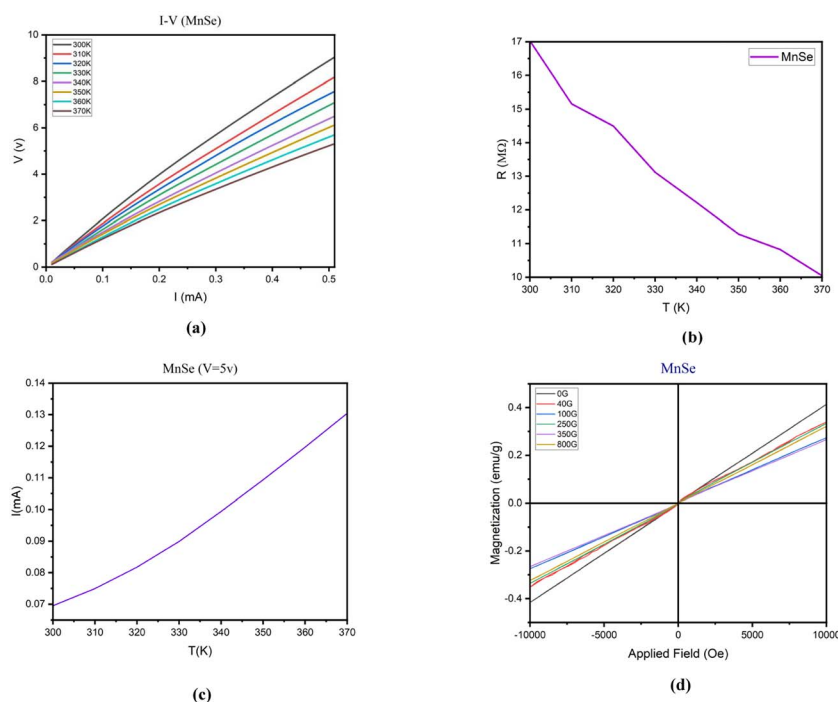 I-V (MnSe)
10
8
6
4
2
0
V (v)
300K
310K
320K
330K
340K
350K
360K
370K
0.0 0.1 0.2 0.3 0.4 0.5
I (mA)
(a)
17
16
15
14
13
12
11
10
R (MΩ)
MnSe
300 310 320 330 340 350 360 370
T (K)
(b)
MnSe (V=5v)
0.14
0.13
0.12
0.11
0.10
0.09
0.08
0.07
I(mA)
300 310 320 330 340 350 360 370
T(K)
(c)
MnSe
0.4
0.2
0.0
-0.2
-0.4
Magnetization (emu/g)
0G
40G
100G
250G
350G
800G
-10000 -5000 0 5000 10000
Applied Field (Oe)
(d)